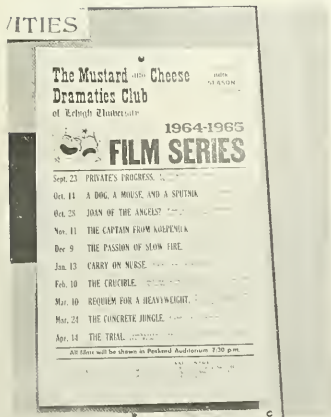 VITIES
The Mustard AND Cheese
Dramatics Club
of Lehigh University
SEASON
1964-1965
FILM SERIES
Sept. 23 PRIVATE'S PROGRESS,
Oct. 14 A DOG, A MOUSE, AND A SPUTNIK
Oct. 28 JOAN OF THE ANGELS?
Nov. 11 THE CAPTAIN FROM KOEPENICK
Dec 9 THE PASSION OF SLOW FIRE,
Jan. 13 CARRY ON NURSE.
Feb. 10 THE CRUCIBLE.
Mar. 10 REQUIEM FOR A HEAVYWEIGHT,
Mar. 24 THE CONCRETE JUNGLE.
Apr. 14 THE TRIAL.
All films will be shown in Packard Auditorium 7:30 p.m.
C